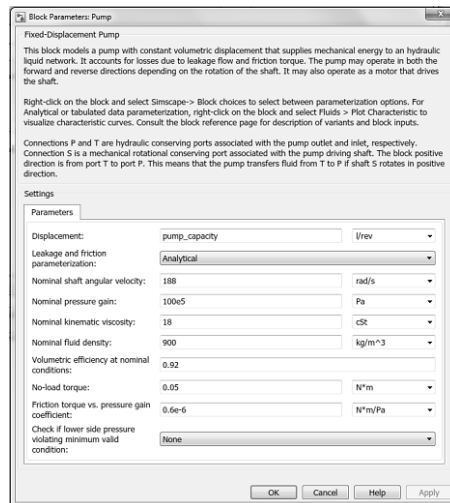 Block Parameters: Pump
Fixed-Displacement Pump
This block models a pump with constant volumetric displacement that supplies mechanical energy to an hydraulic
liquid network. It accounts for losses due to leakage flow and friction torque. The pump may operate in both the
forward and reverse directions depending on the rotation of the shaft. It may also operate as a motor that drives
the shaft.
Right-click on the block and select Simscape-> Block choices to select between parameterization options. For
Analytical or tabulated data parameterization, right-click on the block and select Fluids > Plot Characteristic to
visualize characteristic curves. Consult the block reference page for description of variants and block inputs.
Connections P and T are hydraulic conserving ports associated with the pump outlet and inlet, respectively.
Connection S is a mechanical rotational conserving port associated with the pump driving shaft. The block positive
direction is from port T to port P. This means that the pump transfers fluid from T to P if shaft S rotates in positive
direction.
Settings
Parameters
Displacement: pump_capacity l/rev
Leakage and friction
parameterization: Analytical
Nominal shaft angular velocity: 188 rad/s
Nominal pressure gain: 100e5 Pa
Nominal kinematic viscosity: 18 cSt
Nominal fluid density: 900 kg/m^3
Volumetric efficiency at nominal
conditions: 0.92
No-load torque: 0.05 N*m
Friction torque vs. pressure gain
coefficient: 0.6e-6 N*m/Pa
Check if lower side pressure
violating minimum valid
condition: None
OK Cancel Help Apply